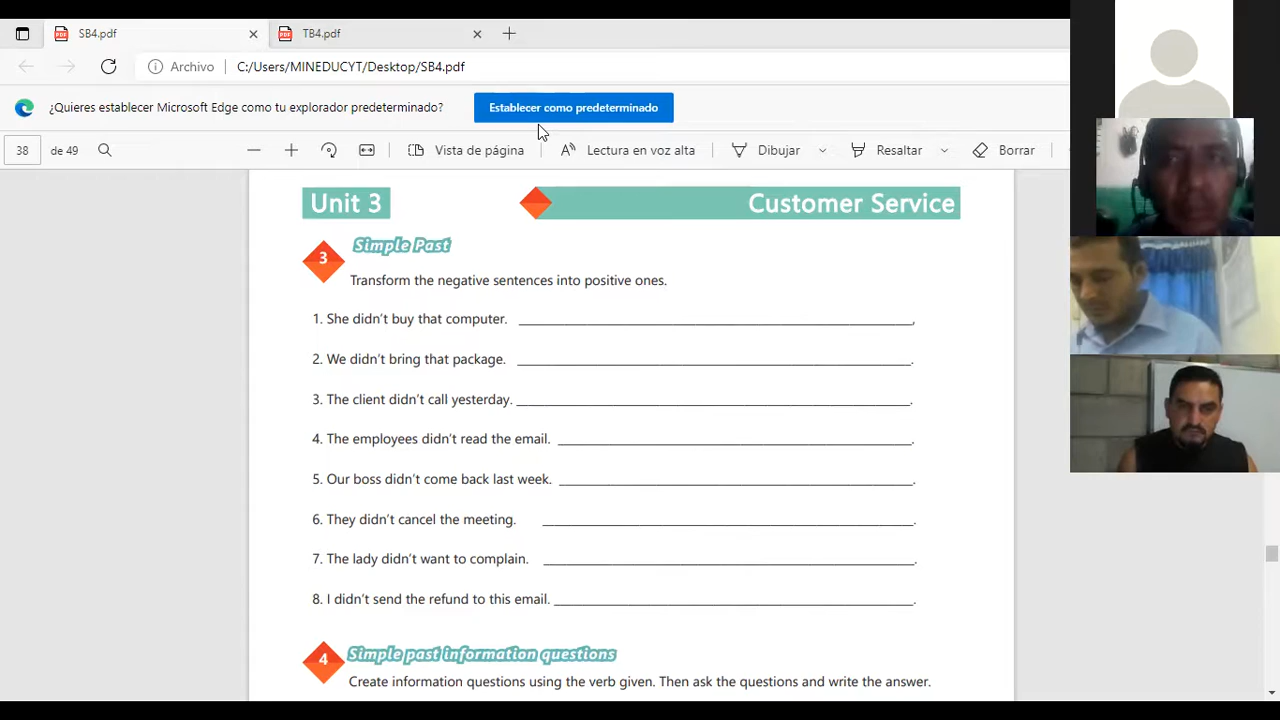 SB4.pdf
TB4.pdf
Archivo C:/Users/MINEDUCYT/Desktop/SB4.pdf
¿Quieres establecer Microsoft Edge como tu explorador predeterminado? Establecer como predeterminado
38 de 49 Vista de página Lectura en voz alta Dibujar Resaltar Borrar
Unit 3 Customer Service
3 Simple Past
Transform the negative sentences into positive ones.
1. She didn't buy that computer. ,
2. We didn't bring that package. .
3. The client didn't call yesterday. .
4. The employees didn't read the email. .
5. Our boss didn't come back last week. .
6. They didn't cancel the meeting. .
7. The lady didn't want to complain. .
8. I didn't send the refund to this email. .
4 Simple past information questions
Create information questions using the verb given. Then ask the questions and write the answer.